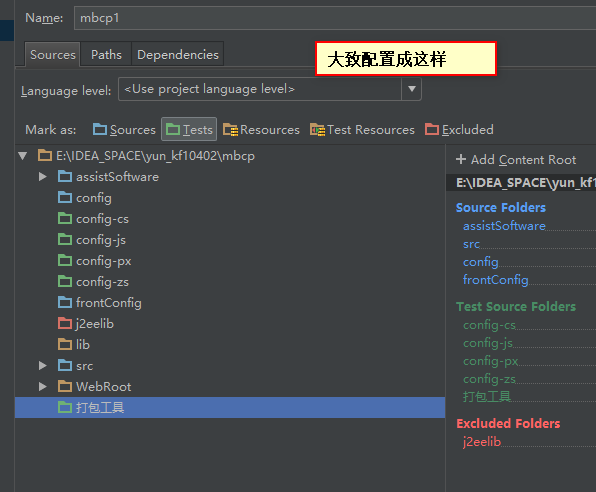 Name: mbcp1
大致配置成这样
Sources Paths Dependencies
Language level: <Use project language level>
Mark as: Sources Tests Resources Test Resources Excluded
E:\IDEA_SPACE\yun_kf10402\mbcp
assistSoftware
config
config-cs
config-js
config-px
config-zs
frontConfig
j2eelib
lib
src
WebRoot
打包工具
+ Add Content Root
E:\IDEA_SPACE\yun_kf1
Source Folders
assistSoftware
src
config
frontConfig
Test Source Folders
config-cs
config-js
config-px
config-zs
打包工具
Excluded Folders
j2eelib